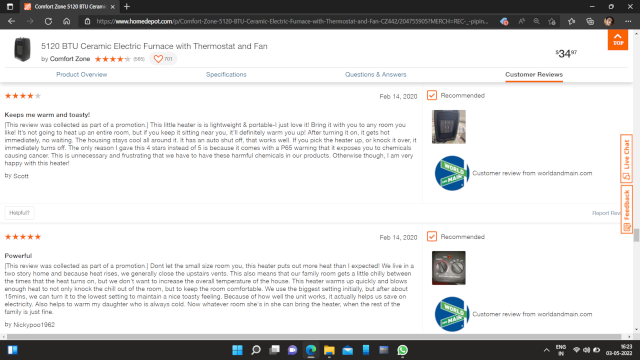 Comfort Zone 5120 BTU Cerami
https://www.homedepot.com/p/Comfort-Zone-5120-BTU-Ceramic-Electric-Furnace-with-Thermostat-and-Fan-CZ442/204755905?MERCH=REC-_-pipin...
5120 BTU Ceramic Electric Furnace with Thermostat and Fan
by Comfort Zone
(565)
701
$34.97
TOP
Product Overview
Specifications
Questions & Answers
Customer Reviews
Feb 14, 2020
Recommended
Keeps me warm and toasty!
[This review was collected as part of a promotion.] This little heater is is lightweight & portable-I just love it! Bring it with you to any room you
like! It's not going to heat up an entire room, but if you keep it sitting near you, it'll definitely warm you up! After turning it on, it gets hot
immediately, no waiting. The housing stays cool all around it. It has an auto shut off, that works well. If you pick the heater up, or knock it over, it
immediately turns off. The only reason I gave this 4 stars instead of 5 is because it comes with a P65 warning that it exposes you to chemicals
causing cancer. This is unnecessary and frustrating that we have to have these harmful chemicals in our products. Otherwise though, I am very
happy with this heater!
by Scott
WORLD
AND
MAIN
Customer review from worldandmain.com
Live Chat
Feedback
Helpful?
Report Rev
Feb 14, 2020
Recommended
Powerful
[This review was collected as part of a promotion.] Dont let the small size room you, this heater puts out more heat than I expected! We live in a
two story home and because heat rises, we generally close the upstairs vents. This also means that our family room gets a little chilly between
the times that the heat turns on, but we don't want to increase the overall temperature of the house. This heater warms up quickly and blows
enough heat to not only knock the chill out of the room, but to keep the room comfortable. We use the biggest setting initially, but after about
15mins, we can turn it to the lowest setting to maintain a nice toasty feeling. Because of how well the unit works, it actually helps us save on
electricity. Also helps to warm my daughter who is always cold. Now whatever room she's in she can bring the heater, when the rest of the
family is just fine.
by Nickypoo1962
WORLD
AND
MAIN
Customer review from worldandmain.com
ENG
IN
16:23
03-05-2022